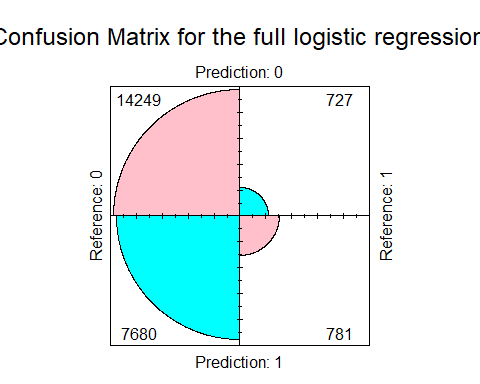 Confusion Matrix for the full logistic regression
Prediction: 0
14249
727
Reference: 0
Reference: 1
7680
781
Prediction: 1